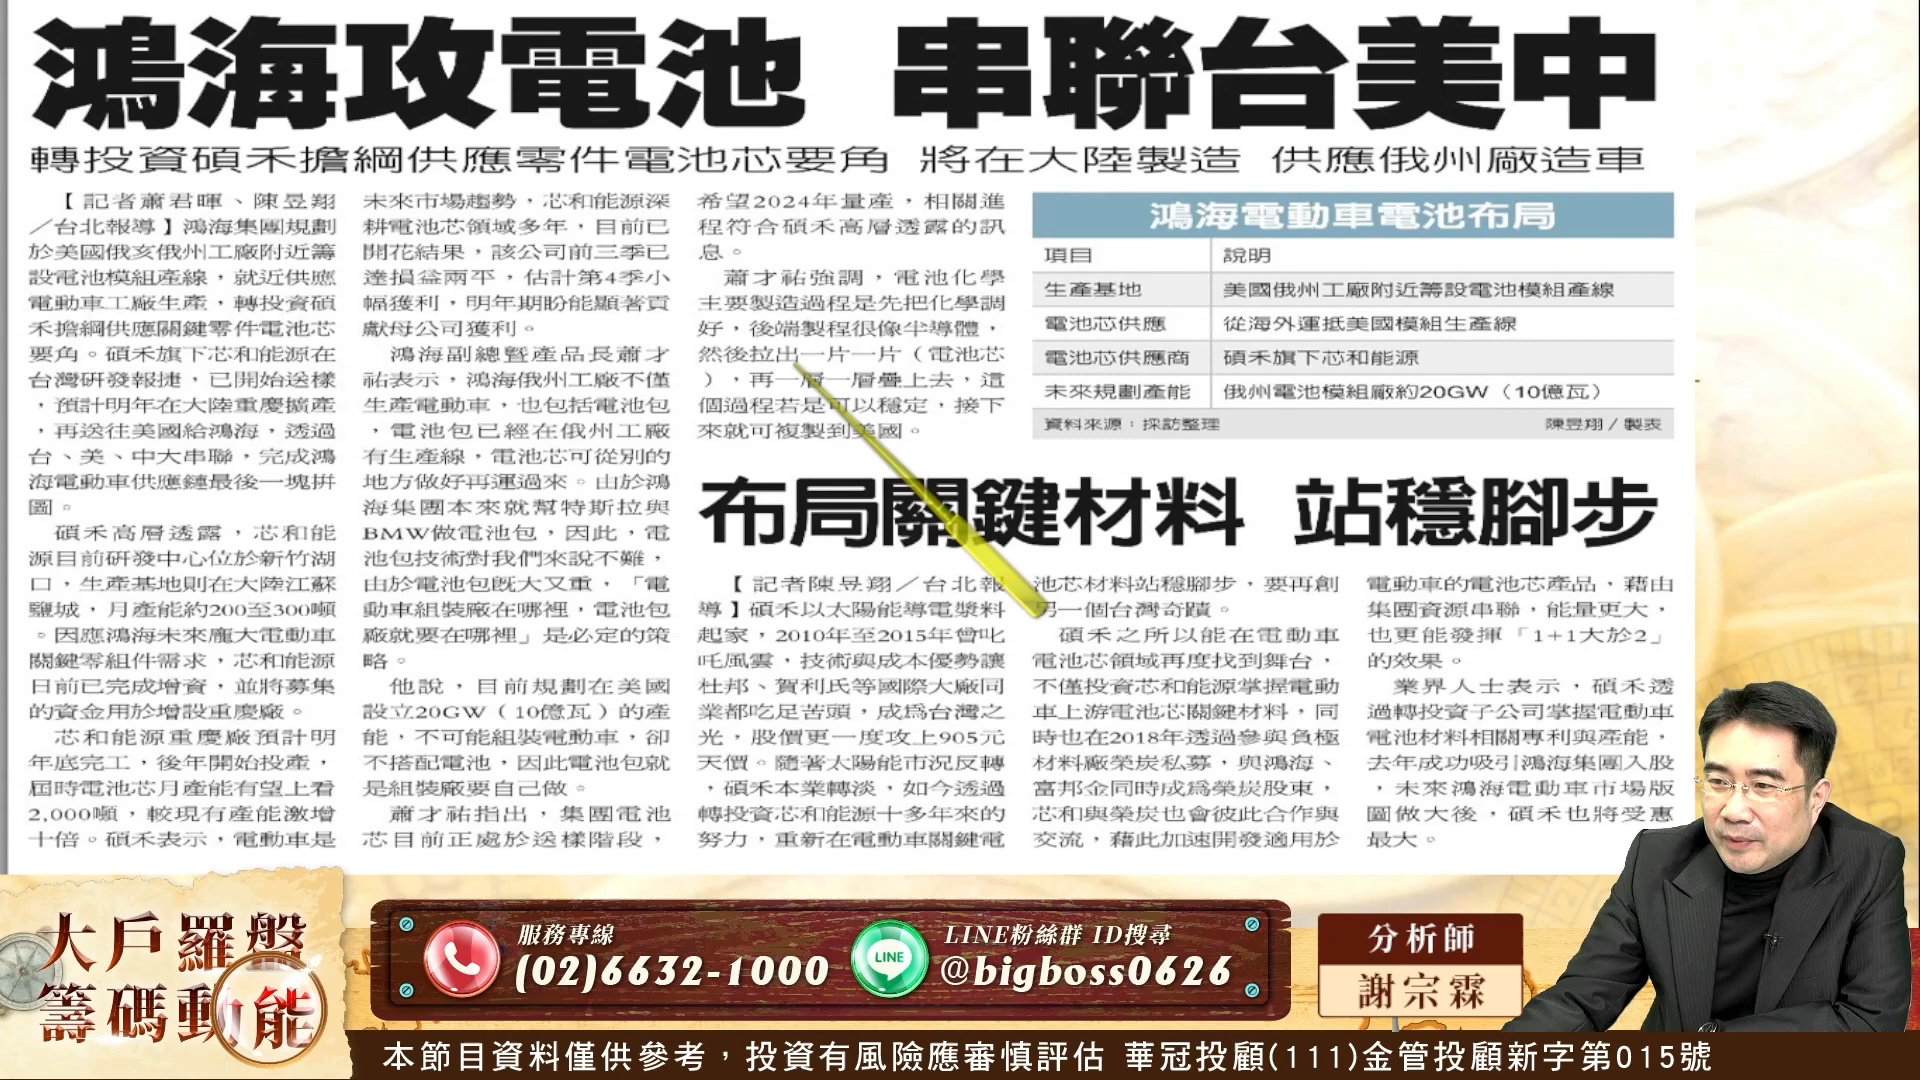 鴻海攻電池 串聯台美中
轉投資碩禾擔綱供應零件電池芯要角 將在大陸製造 供應俄州廠造車
【記者蕭君暉、陳昱翔
／台北報導】鴻海集團規劃
於美國俄亥俄州工廠附近籌
設電池模組產線，就近供應
電動車工廠生產，轉投資碩
禾擔綱供應關鍵零件電池芯
要角。碩禾旗下芯和能源在
台灣研發報捷，已開始送樣
，預計明年在大陸重慶擴產
，再送往美國給鴻海，透過
台、美、中大串聯，完成鴻
海電動車供應鏈最後一塊拼
圖。
碩禾高層透露，芯和能
源目前研發中心位於新竹湖
口，生產基地則在大陸江蘇
鹽城，月產能約200至300噸
。因應鴻海未來龐大電動車
關鍵零組件需求，芯和能源
日前已完成增資，並將募集
的資金用於增設重慶廠。
芯和能源重慶廠預計明
年底完工，後年開始投產，
屆時電池芯月產能有望上看
2,000噸，較現有產能激增
十倍。碩禾表示，電動車是
未來市場趨勢，芯和能源深
耕電池芯領域多年，目前已
開花結果，該公司前三季已
達損益兩平，估計第4季小
幅獲利，明年期盼能顯著貢
獻母公司獲利。
鴻海副總暨產品長蕭才
祐表示，鴻海俄州工廠不僅
生產電動車，也包括電池包
，電池包已經在俄州工廠
有生產線，電池芯可從別的
地方做好再運過來。由於鴻
海集團本來就幫特斯拉與
BMW做電池包，因此，電
池包技術對我們來說不難，
由於電池包既大又重，「電
動車組裝廠在哪裡，電池包
廠就要在哪裡」是必定的策
略。
他說，目前規劃在美國
設立20GW（10億瓦）的產
能，不可能組裝電動車，卻
不搭配電池，因此電池包就
是組裝廠要自己做。
蕭才祐指出，集團電池
芯目前正處於送樣階段，
希望2024年量產，相關進
程符合碩禾高層透露的訊
息。
蕭才祐強調，電池化學
主要製造過程是先把化學調
好，後端製程很像半導體，
然後拉出一片一片（電池芯
），再一層一層疊上去，這
個過程若是可以穩定，接下
來就可複製到美國。
鴻海電動車電池布局
項目 說明
生產基地 美國俄州工廠附近籌設電池模組產線
電池芯供應 從海外運抵美國模組生產線
電池芯供應商 碩禾旗下芯和能源
未來規劃產能 俄州電池模組廠約20GW（10億瓦）
資料來源：採訪整理 陳昱翔／製表
布局關鍵材料 站穩腳步
【記者陳昱翔／台北報
導】碩禾以太陽能導電漿料
起家，2010年至2015年曾叱
吒風雲，技術與成本優勢讓
杜邦、賀利氏等國際大廠同
業都吃足苦頭，成為台灣之
光，股價更一度攻上905元
天價。隨著太陽能市況反轉
，碩禾本業轉淡，如今透過
轉投資芯和能源十多年來的
努力，重新在電動車關鍵電
池芯材料站穩腳步，要再創
另一個台灣奇蹟。
碩禾之所以能在電動車
電池芯領域再度找到舞台，
不僅投資芯和能源掌握電動
車上游電池芯關鍵材料，同
時也在2018年透過參與負極
材料廠榮炭私募，與鴻海、
富邦金同時成為榮炭股東，
芯和與榮炭也會彼此合作與
交流，藉此加速開發適用於
電動車的電池芯產品，藉由
集團資源串聯，能量更大，
也更能發揮「1+1大於2」
的效果。
業界人士表示，碩禾透
過轉投資子公司掌握電動車
電池材料相關專利與產能，
去年成功吸引鴻海集團入股
，未來鴻海電動車市場版
圖做大後，碩禾也將受惠
最大。
大戶羅盤
籌碼動能
服務專線
(02)6632-1000
LINE
LINE粉絲群 ID搜尋
@bigboss0626
分析師
謝宗霖
本節目資料僅供參考，投資有風險應審慎評估 華冠投顧(111)金管投顧新字第015號